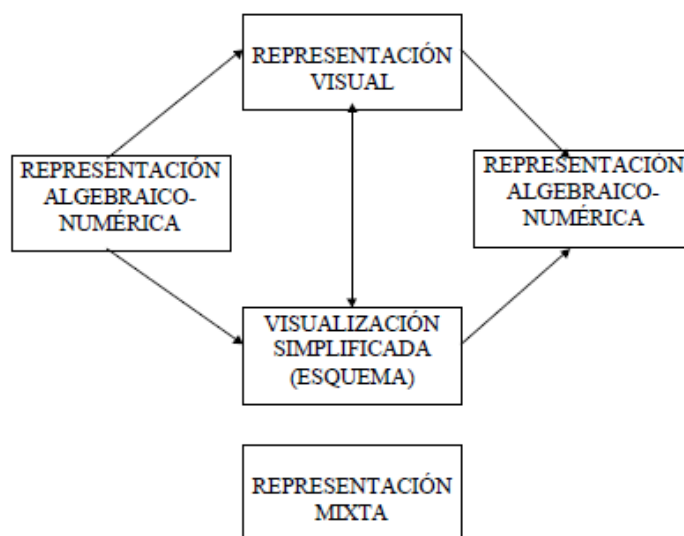 REPRESENTACIÓN
VISUAL
REPRESENTACIÓN
ALGEBRAICO-
NUMÉRICA
REPRESENTACIÓN
ALGEBRAICO-
NUMÉRICA
VISUALIZACIÓN
SIMPLIFICADA
(ESQUEMA)
REPRESENTACIÓN
MIXTA